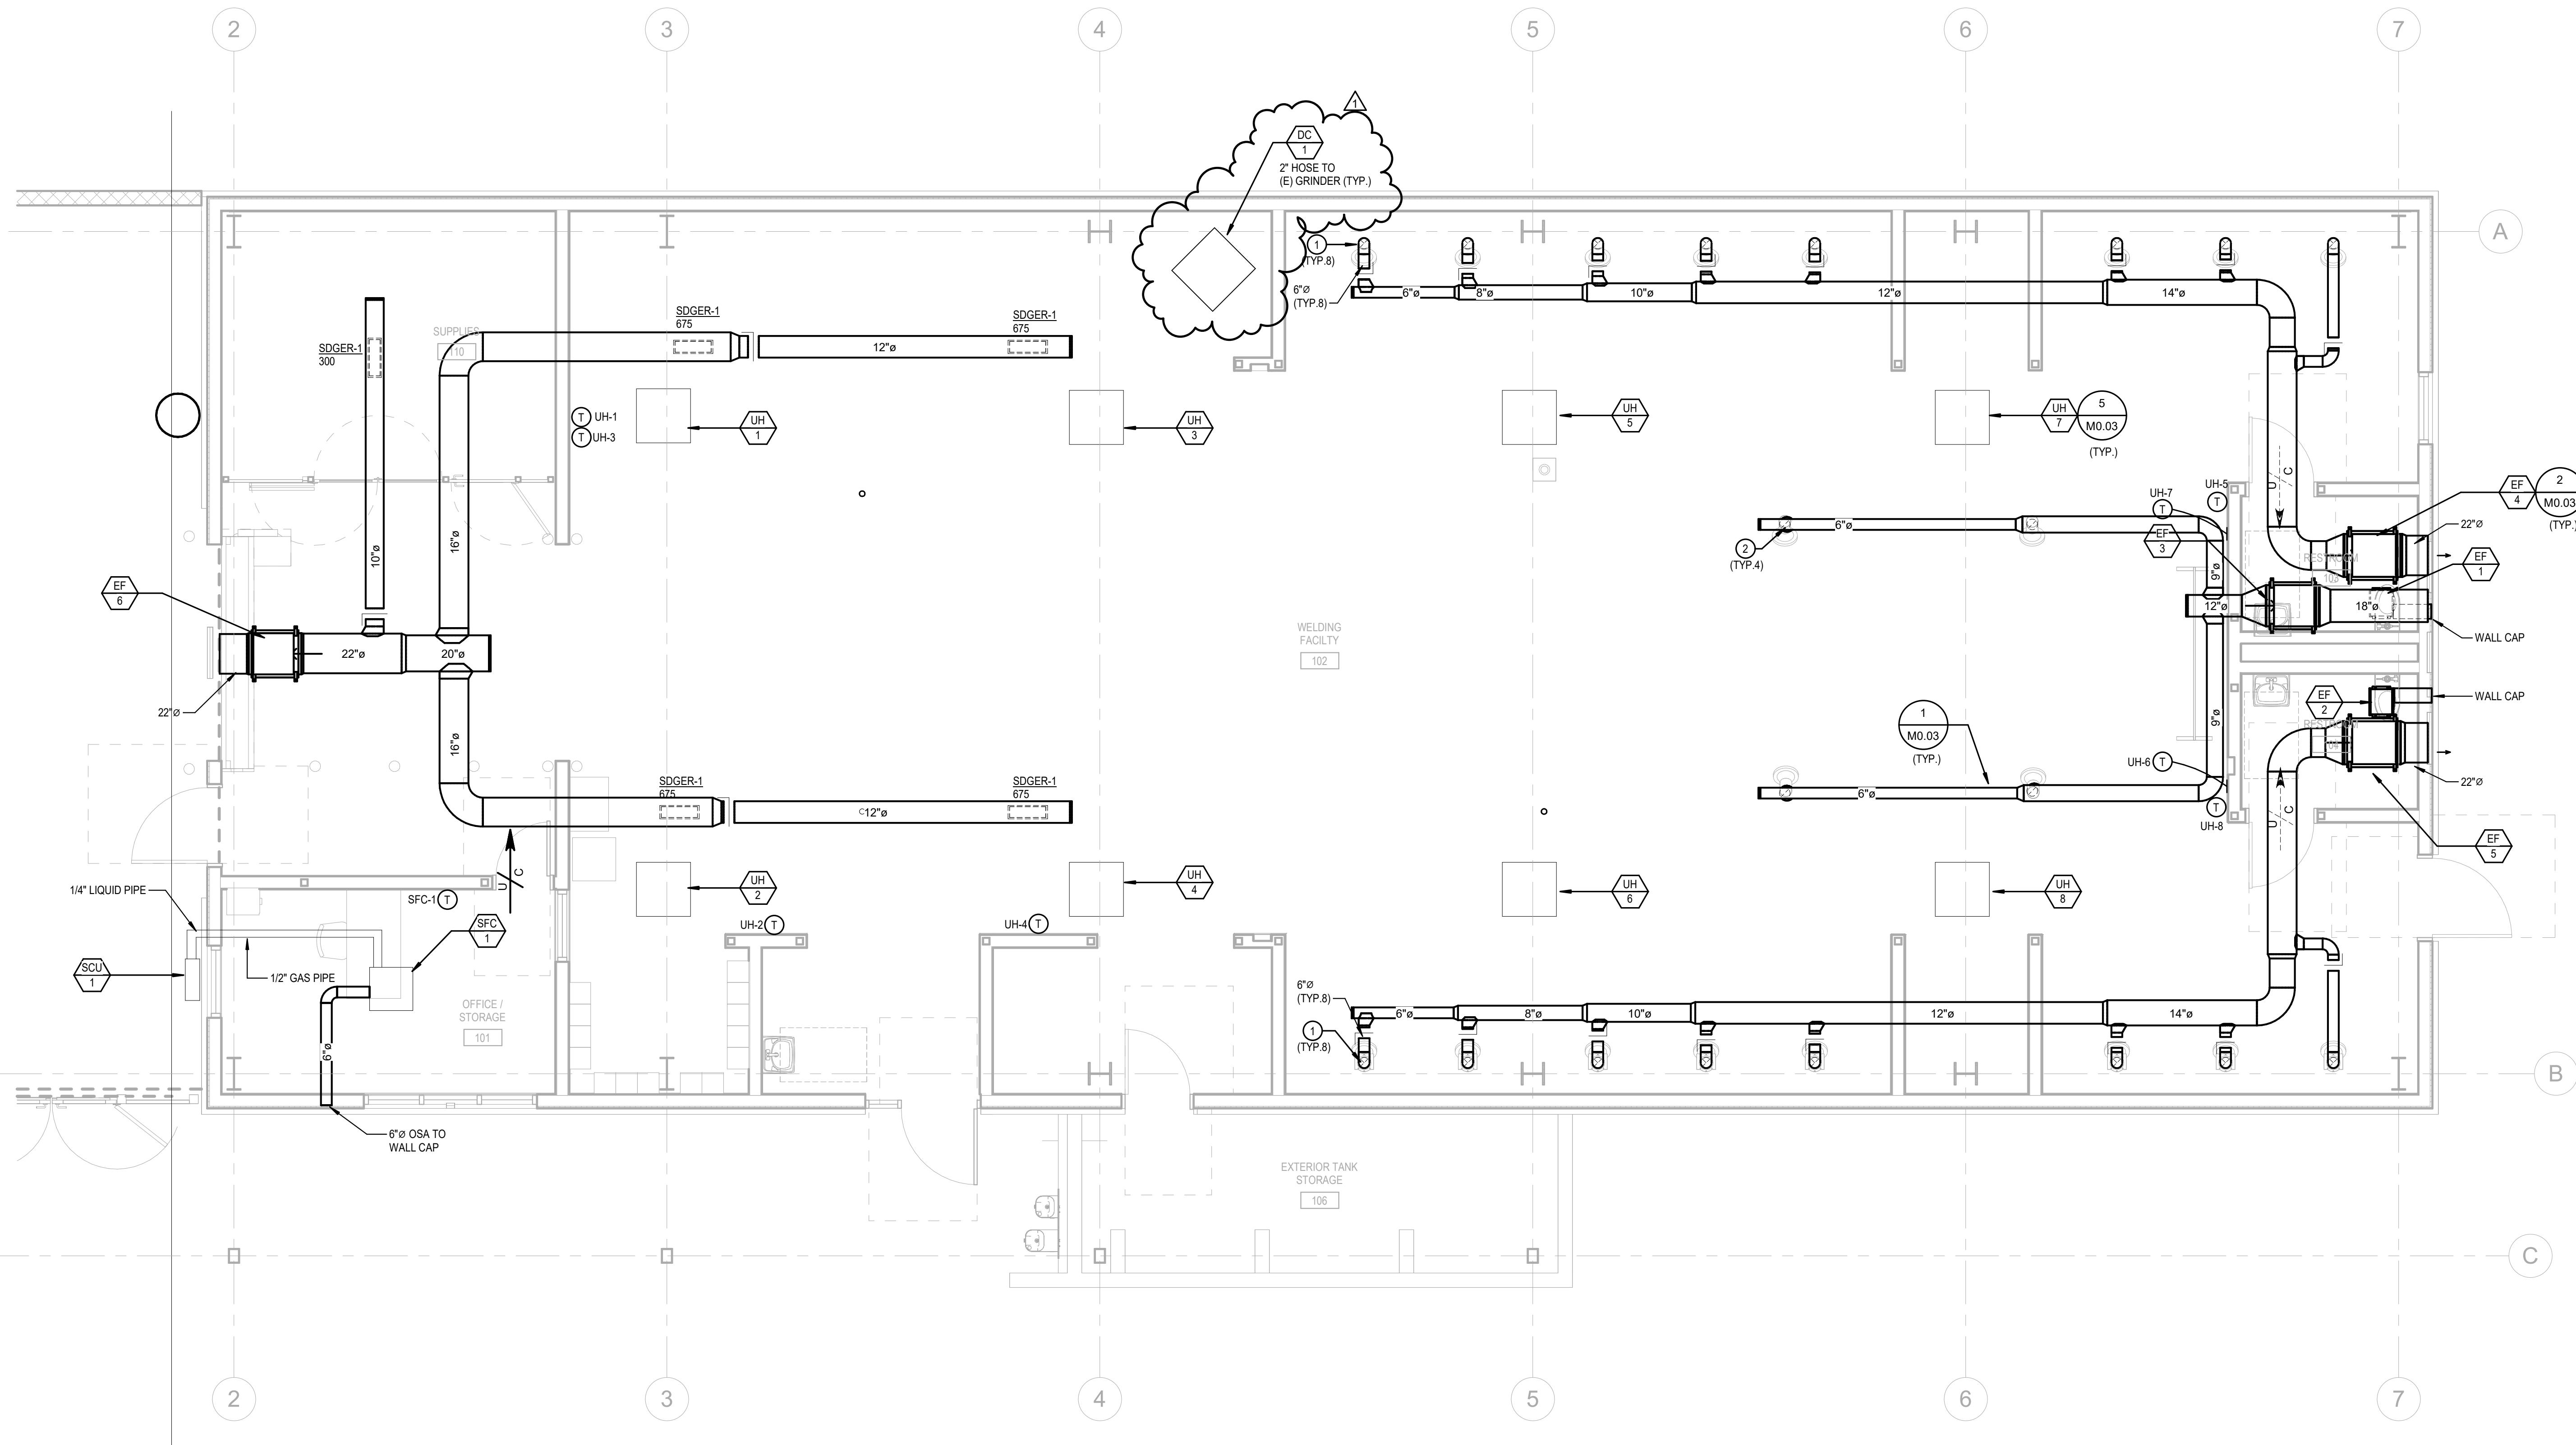 2
3
4
5
6
7
1
DC
1
2" HOSE TO
(E) GRINDER (TYP.)
A
1
(TYP.8)
6"Ø
(TYP.8)
6"ø
8"ø
10"ø
12"ø
14"ø
SDGER-1
675
SDGER-1
675
SUPPLIES
110
SDGER-1
300
12"ø
T
UH-1
T
UH-3
UH
1
UH
3
UH
5
UH
7
5
M0.03
(TYP.)
U
C
UH-5
T
UH-7
T
EF
3
EF
4
2
M0.03
(TYP.)
22"Ø
6"ø
2
(TYP.4)
16"ø
10"ø
RESTROOM
103
EF
1
9"ø
EF
6
12"ø
18"ø
WELDING
FACILTY
102
WALL CAP
22"ø
20"ø
22"Ø
16"ø
EF
2
WALL CAP
9"ø
1
M0.03
(TYP.)
RESTROOM
UH-6
T
22"Ø
SDGER-1
675
SDGER-1
675
12"ø
6"ø
T
UH-8
U
C
EF
5
1/4" LIQUID PIPE
U
C
SFC-1
T
UH
2
UH
4
UH
6
UH
8
SFC
1
UH-2
T
UH-4
T
SCU
1
1/2" GAS PIPE
OFFICE /
STORAGE
101
6"Ø
(TYP.8)
6"ø
8"ø
10"ø
12"ø
14"ø
1
(TYP.8)
6"ø
B
6"Ø OSA TO
WALL CAP
EXTERIOR TANK
STORAGE
106
C
2
3
4
5
6
7